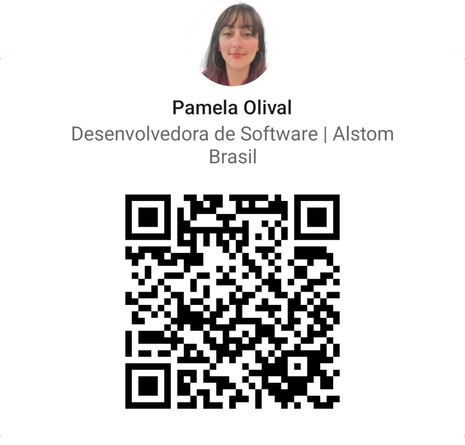 Pamela Olival
Desenvolvedora de Software | Alstom
Brasil